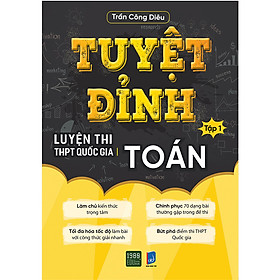 Trần Công Diêu
TUYỆT
ĐỈNH
Tập 1
LUYỆN THI
THPT QUỐC GIA
TOÁN
Làm chủ kiến thức
trọng tâm
Chinh phục 70 dạng bài
thường gặp trong đề thi
Tối đa hóa tốc độ làm bài
với công thức giải nhanh
Bứt phá điểm thi THPT
Quốc gia
1980